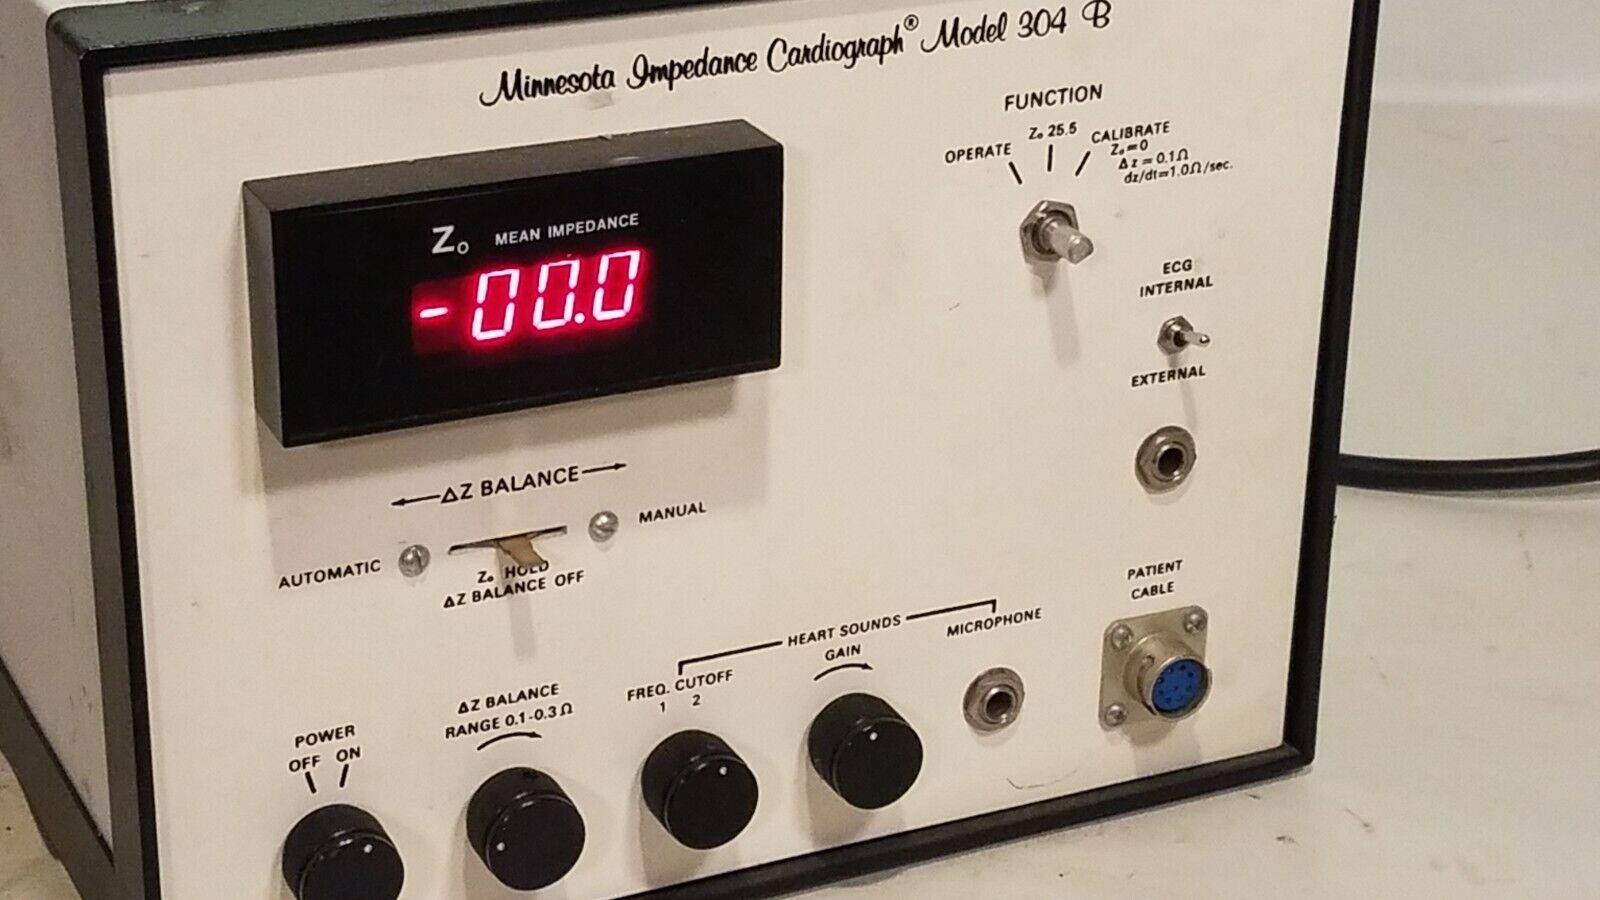 Minnesota Impedance Cardiograph® Model 304 B
FUNCTION
OPERATE
Z₀ 25.5
CALIBRATE
Z₀=0
Δz=0.1Ω
dz/dt=1.0Ω/sec.
Z₀ MEAN IMPEDANCE
-00.0
ECG
INTERNAL
EXTERNAL
←ΔZ BALANCE→
AUTOMATIC
MANUAL
Z₀ HOLD
ΔZ BALANCE OFF
PATIENT
CABLE
HEART SOUNDS
MICROPHONE
GAIN
FREQ. CUTOFF
1 2
ΔZ BALANCE
RANGE 0.1-0.3Ω
POWER
OFF ON